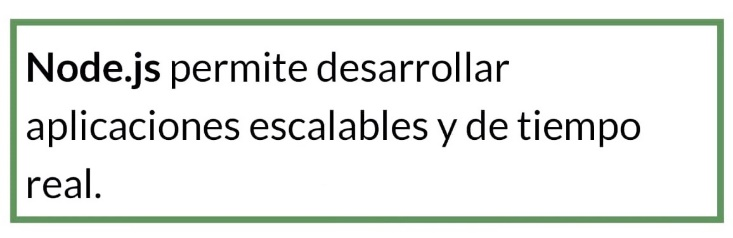 Node.js permite desarrollar
aplicaciones escalables y de tiempo
real.